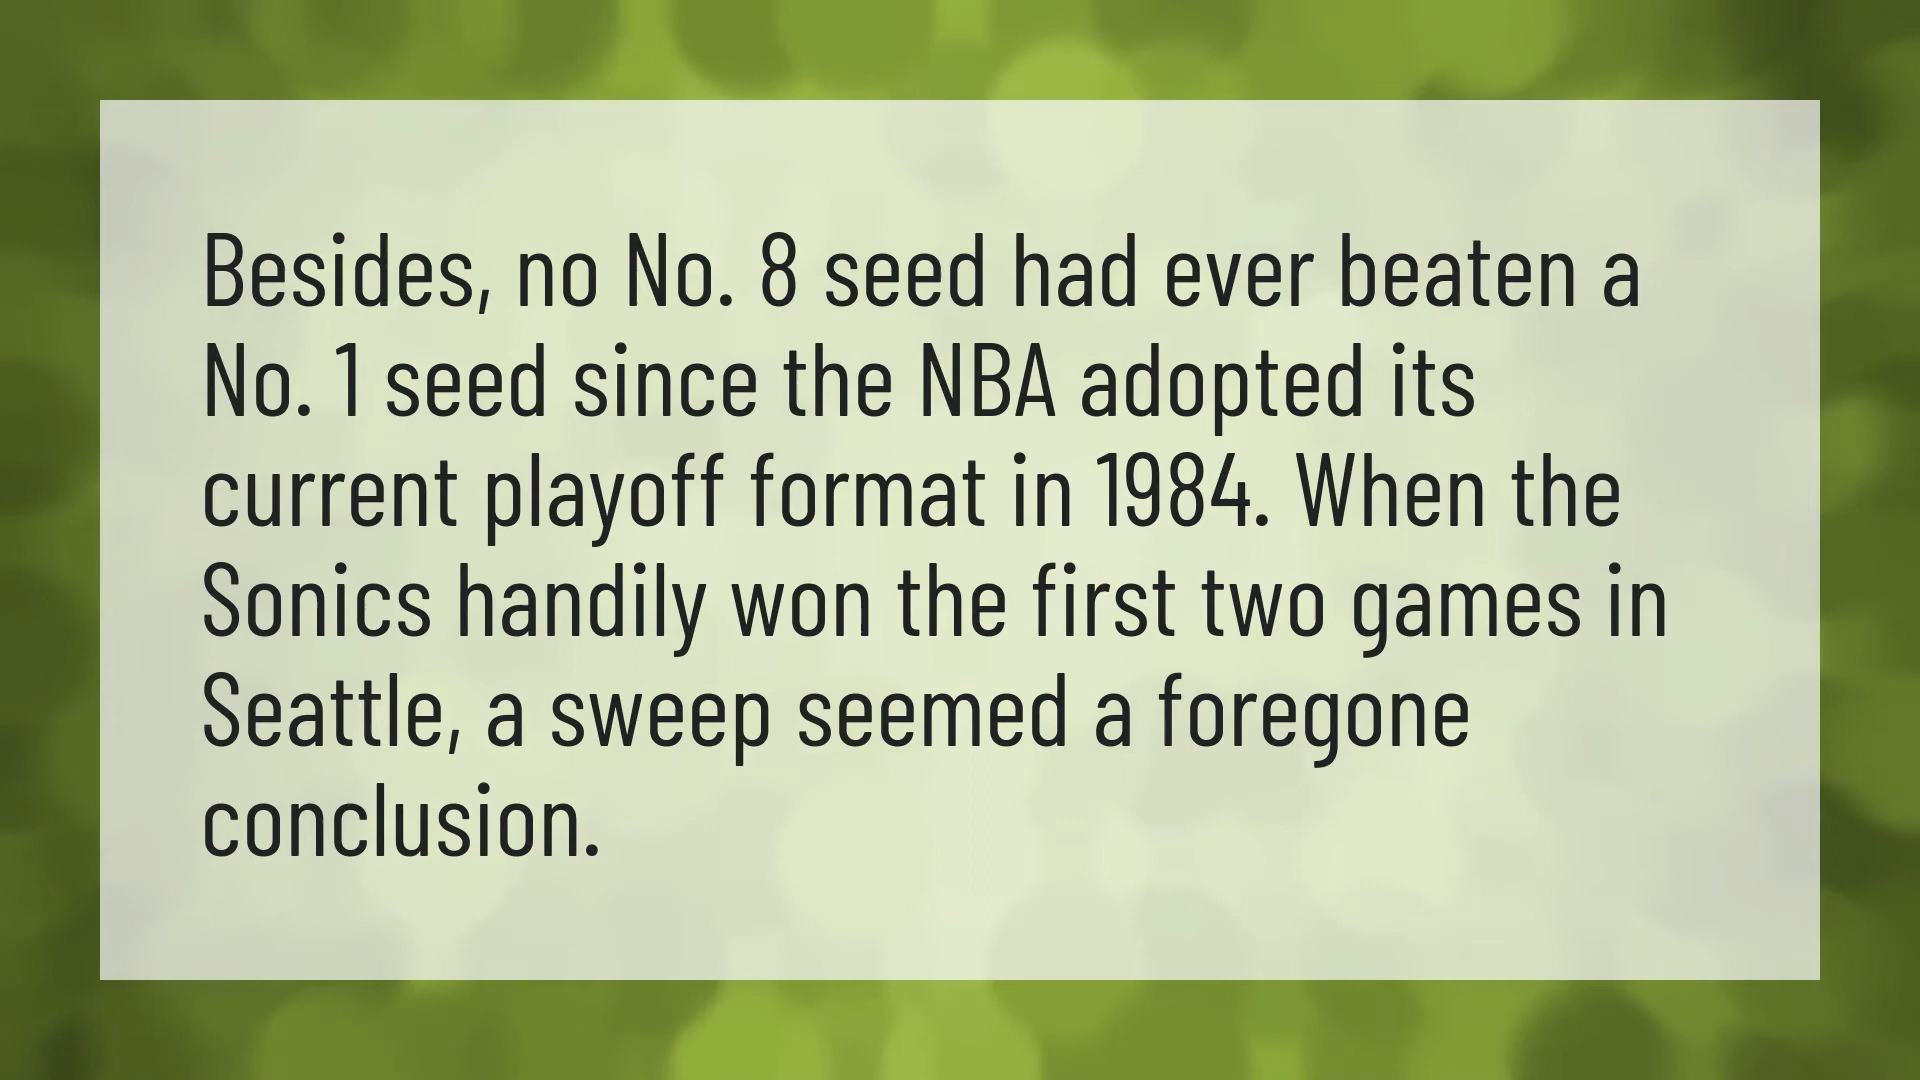 Besides, no No. 8 seed had ever beaten a
No. 1 seed since the NBA adopted its
current playoff format in 1984. When the
Sonics handily won the first two games in
Seattle, a sweep seemed a foregone
conclusion.